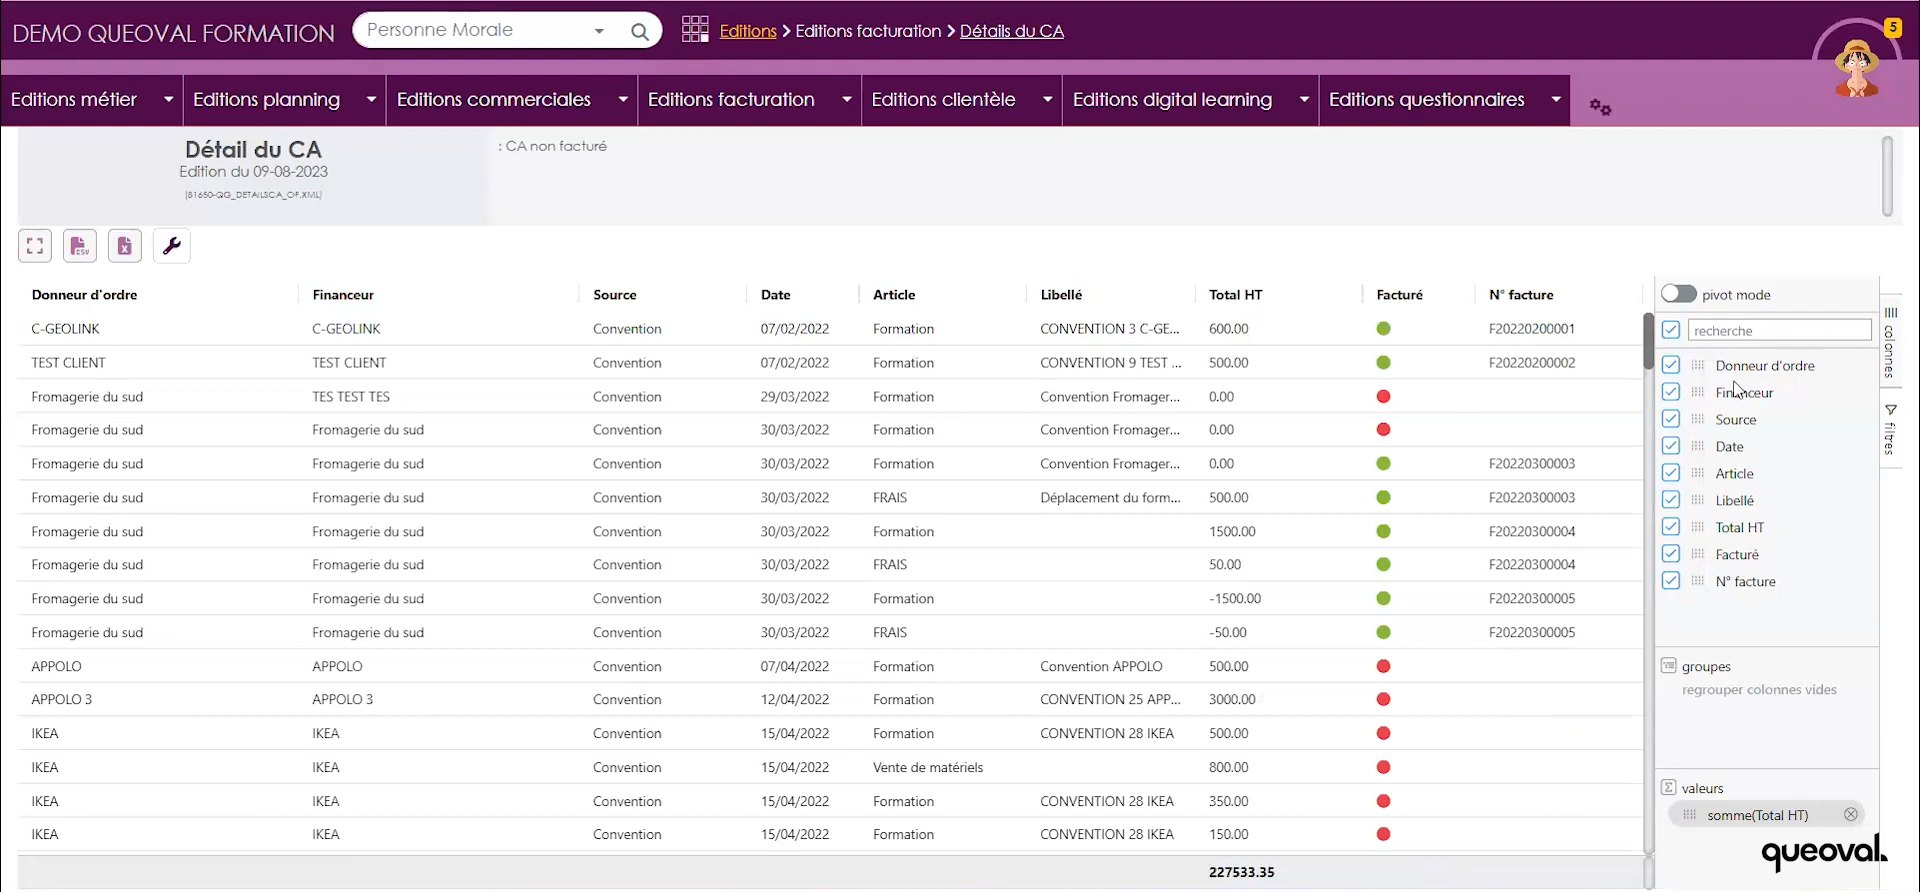 DEMO QUEOVAL FORMATION
Personne Morale
Editions > Editions facturation > Détails du CA
5
Editions métier Editions planning Editions commerciales Editions facturation Editions clientèle Editions digital learning Editions questionnaires
Détail du CA
: CA non facturé
Edition du 09-08-2023
(81650-QG_DETAILSCA_OF.XML)
CSV
X
Donneur d'ordre Financeur Source Date Article Libellé Total HT Facturé N° facture
C-GEOLINK C-GEOLINK Convention 07/02/2022 Formation CONVENTION 3 C-GE... 600.00 F20220200001
TEST CLIENT TEST CLIENT Convention 07/02/2022 Formation CONVENTION 9 TEST ... 500.00 F20220200002
Fromagerie du sud TES TEST TES Convention 29/03/2022 Formation Convention Fromager... 0.00
Fromagerie du sud Fromagerie du sud Convention 30/03/2022 Formation Convention Fromager... 0.00
Fromagerie du sud Fromagerie du sud Convention 30/03/2022 Formation Convention Fromager... 0.00 F20220300003
Fromagerie du sud Fromagerie du sud Convention 30/03/2022 FRAIS Déplacement du form... 500.00 F20220300003
Fromagerie du sud Fromagerie du sud Convention 30/03/2022 Formation 1500.00 F20220300004
Fromagerie du sud Fromagerie du sud Convention 30/03/2022 FRAIS 50.00 F20220300004
Fromagerie du sud Fromagerie du sud Convention 30/03/2022 Formation -1500.00 F20220300005
Fromagerie du sud Fromagerie du sud Convention 30/03/2022 FRAIS -50.00 F20220300005
APPOLO APPOLO Convention 07/04/2022 Formation Convention APPOLO 500.00
APPOLO 3 APPOLO 3 Convention 12/04/2022 Formation CONVENTION 25 APP... 3000.00
IKEA IKEA Convention 15/04/2022 Formation CONVENTION 28 IKEA 500.00
IKEA IKEA Convention 15/04/2022 Vente de matériels 800.00
IKEA IKEA Convention 15/04/2022 Formation CONVENTION 28 IKEA 350.00
IKEA IKEA Convention 15/04/2022 Formation CONVENTION 28 IKEA 150.00
227533.35
pivot mode
recherche
Donneur d'ordre
Financeur
Source
Date
Article
Libellé
Total HT
Facturé
N° facture
groupes
regrouper colonnes vides
valeurs
somme(Total HT)
colonnes
filtres
queoval.